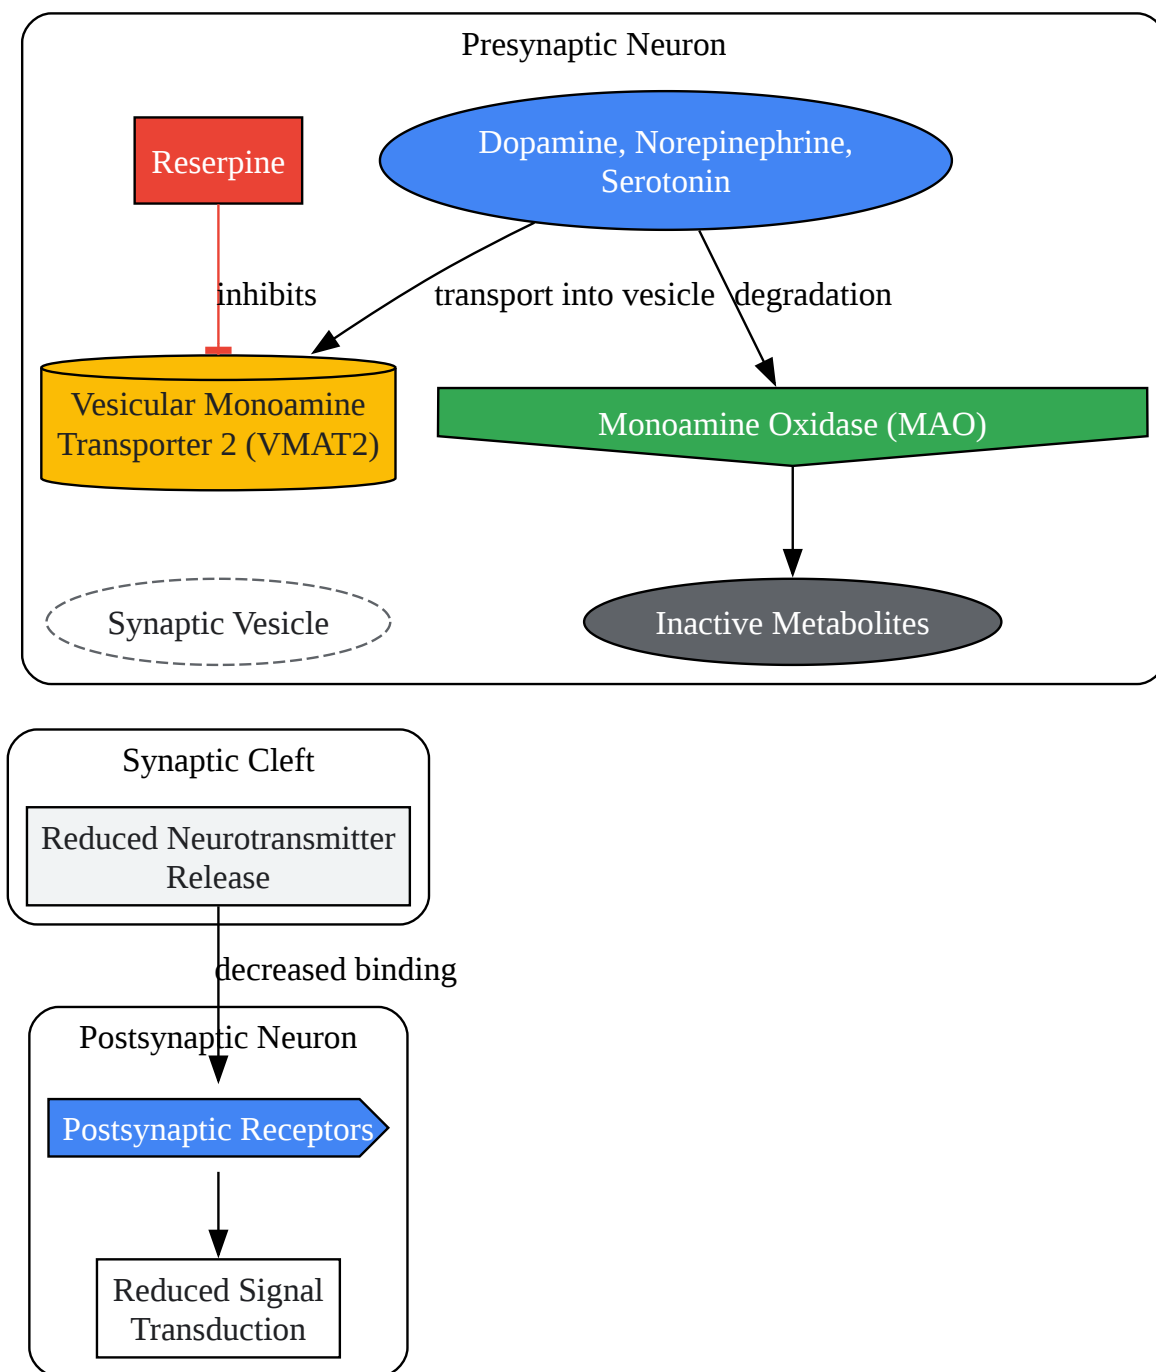 Presynaptic Neuron
Reserpine
Dopamine, Norepinephrine,
Serotonin
inhibits
transport into vesicle
degradation
Vesicular Monoamine
Transporter 2 (VMAT2)
Monoamine Oxidase (MAO)
Synaptic Vesicle
Inactive Metabolites
Synaptic Cleft
Reduced Neurotransmitter
Release
decreased binding
Postsynaptic Neuron
Postsynaptic Receptors
Reduced Signal
Transduction